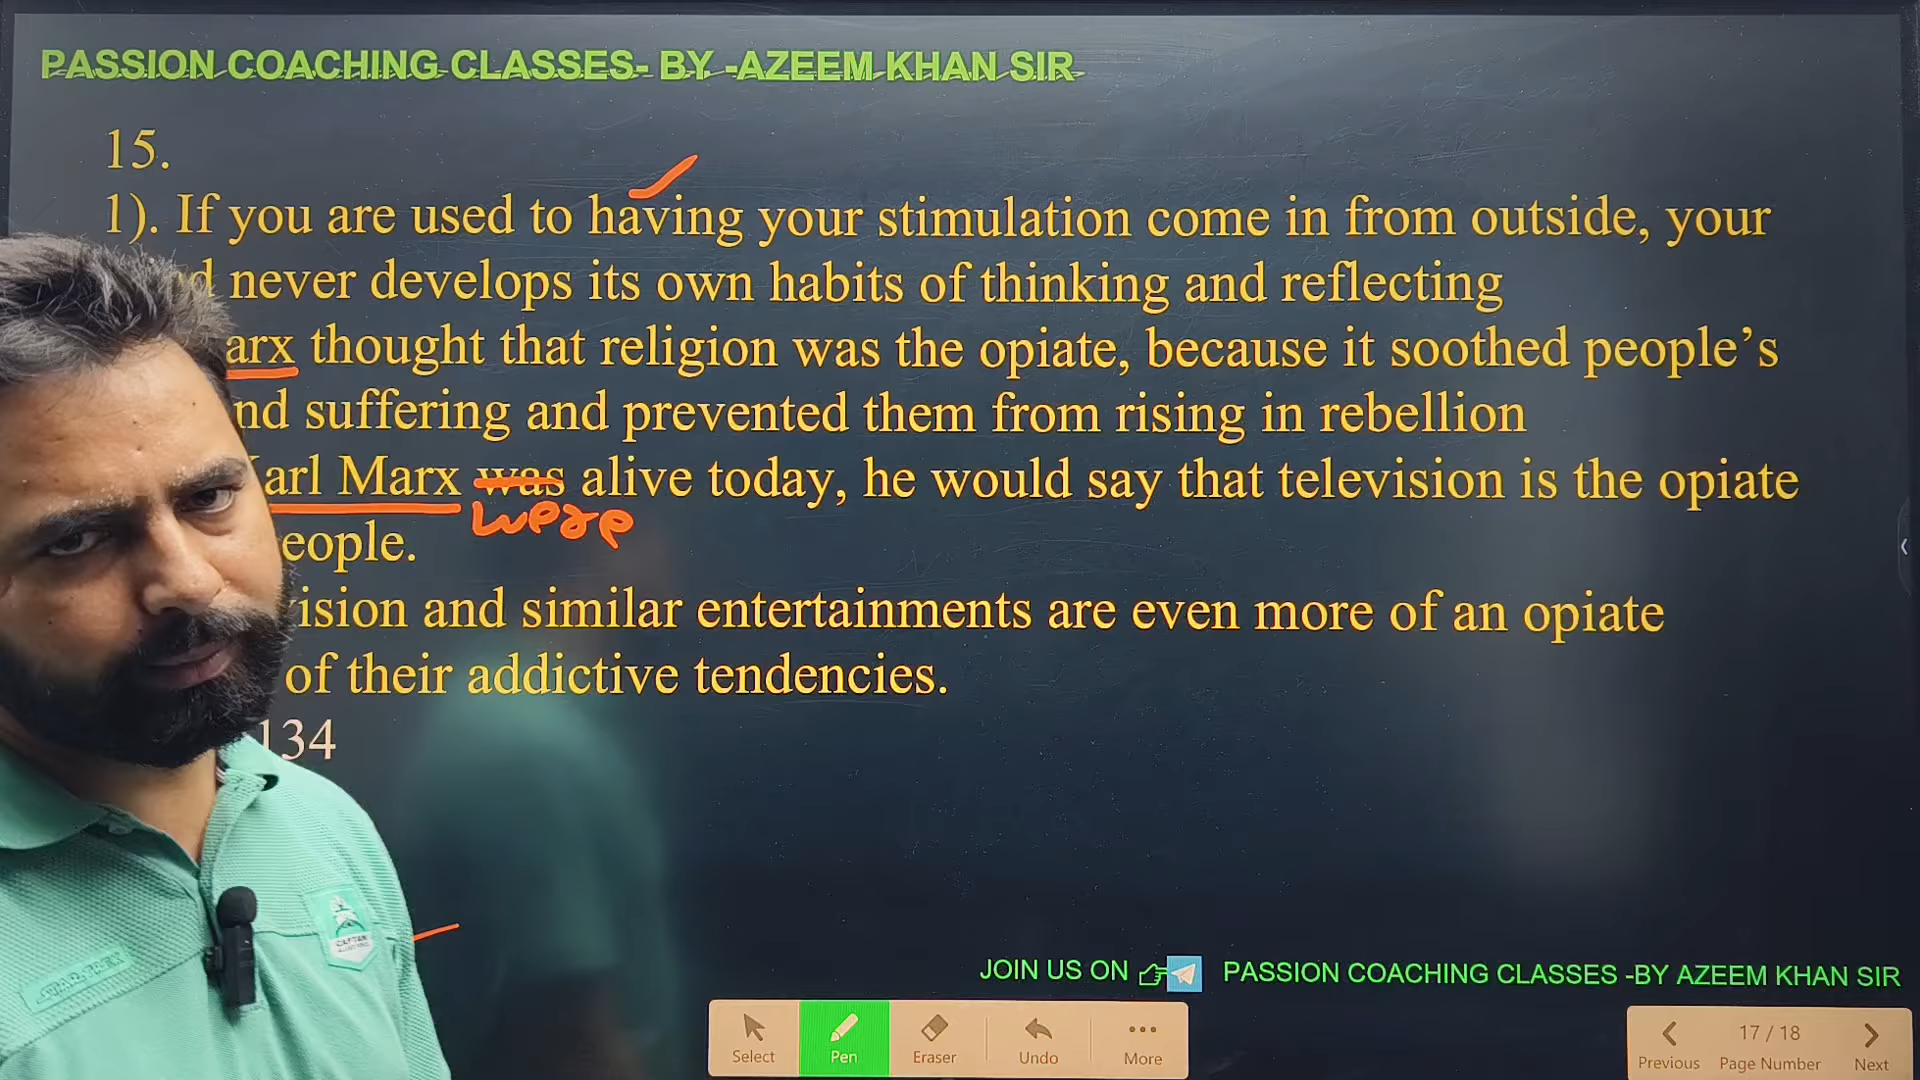 PASSION COACHING CLASSES- BY -AZEEM KHAN SIR
15.
1). If you are used to having your stimulation come in from outside, your
never develops its own habits of thinking and reflecting
arx thought that religion was the opiate, because it soothed people’s
nd suffering and prevented them from rising in rebellion
arl Marx was alive today, he would say that television is the opiate
were
eople.
vision and similar entertainments are even more of an opiate
of their addictive tendencies.
134
JOIN US ON PASSION COACHING CLASSES -BY AZEEM KHAN SIR
Select Pen Eraser Undo More
17 / 18
Previous Page Number Next